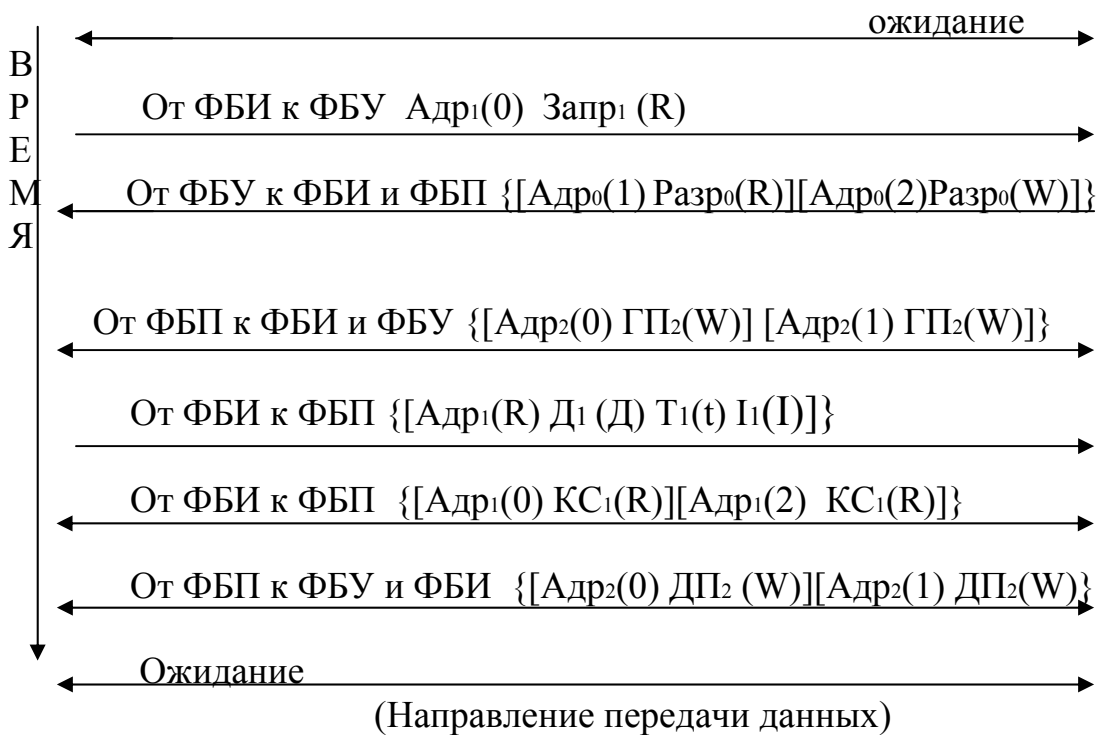 ожидание
ВРЕМЯ
От ФБИ к ФБУ Адр₁(0) Запр₁ (R)
От ФБУ к ФБИ и ФБП {[Адр₀(1) Разр₀(R)][Адр₀(2)Разр₀(W)]}
От ФБП к ФБИ и ФБУ {[Адр₂(0) ГП₂(W)] [Адр₂(1) ГП₂(W)]}
От ФБИ к ФБП {[Адр₁(R) Д₁ (Д) Т₁(t) I₁(I)]}
От ФБИ к ФБП {[Адр₁(0) КС₁(R)][Адр₁(2) КС₁(R)]}
От ФБП к ФБУ и ФБИ {[Адр₂(0) ДП₂ (W)][Адр₂(1) ДП₂(W)}
Ожидание
(Направление передачи данных)